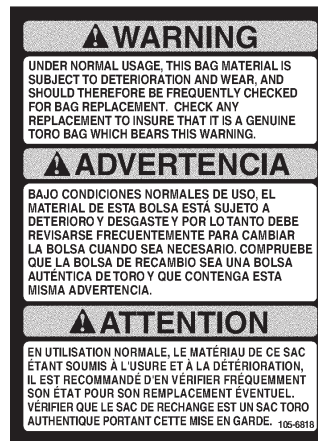 WARNING
UNDER NORMAL USAGE, THIS BAG MATERIAL IS
SUBJECT TO DETERIORATION AND WEAR, AND
SHOULD THEREFORE BE FREQUENTLY CHECKED
FOR BAG REPLACEMENT. CHECK ANY
REPLACEMENT TO INSURE THAT IT IS A GENUINE
TORO BAG WHICH BEARS THIS WARNING.
ADVERTENCIA
BAJO CONDICIONES NORMALES DE USO, EL
MATERIAL DE ESTA BOLSA ESTÁ SUJETO A
DETERIORO Y DESGASTE Y POR LO TANTO DEBE
REVISARSE FRECUENTEMENTE PARA CAMBIAR
LA BOLSA CUANDO SEA NECESARIO. COMPRUEBE
QUE LA BOLSA DE RECAMBIO SEA UNA BOLSA
AUTÉNTICA DE TORO Y QUE CONTENGA ESTA
MISMA ADVERTENCIA.
ATTENTION
EN UTILISATION NORMALE, LE MATÉRIAU DE CE SAC
ÉTANT SOUMIS À L'USURE ET À LA DÉTÉRIORATION,
IL EST RECOMMANDÉ D'EN VÉRIFIER FRÉQUEMMENT
SON ÉTAT POUR SON REMPLACEMENT ÉVENTUEL.
VÉRIFIER QUE LE SAC DE RECHANGE EST UN SAC TORO
AUTHENTIQUE PORTANT CETTE MISE EN GARDE. 105-6818